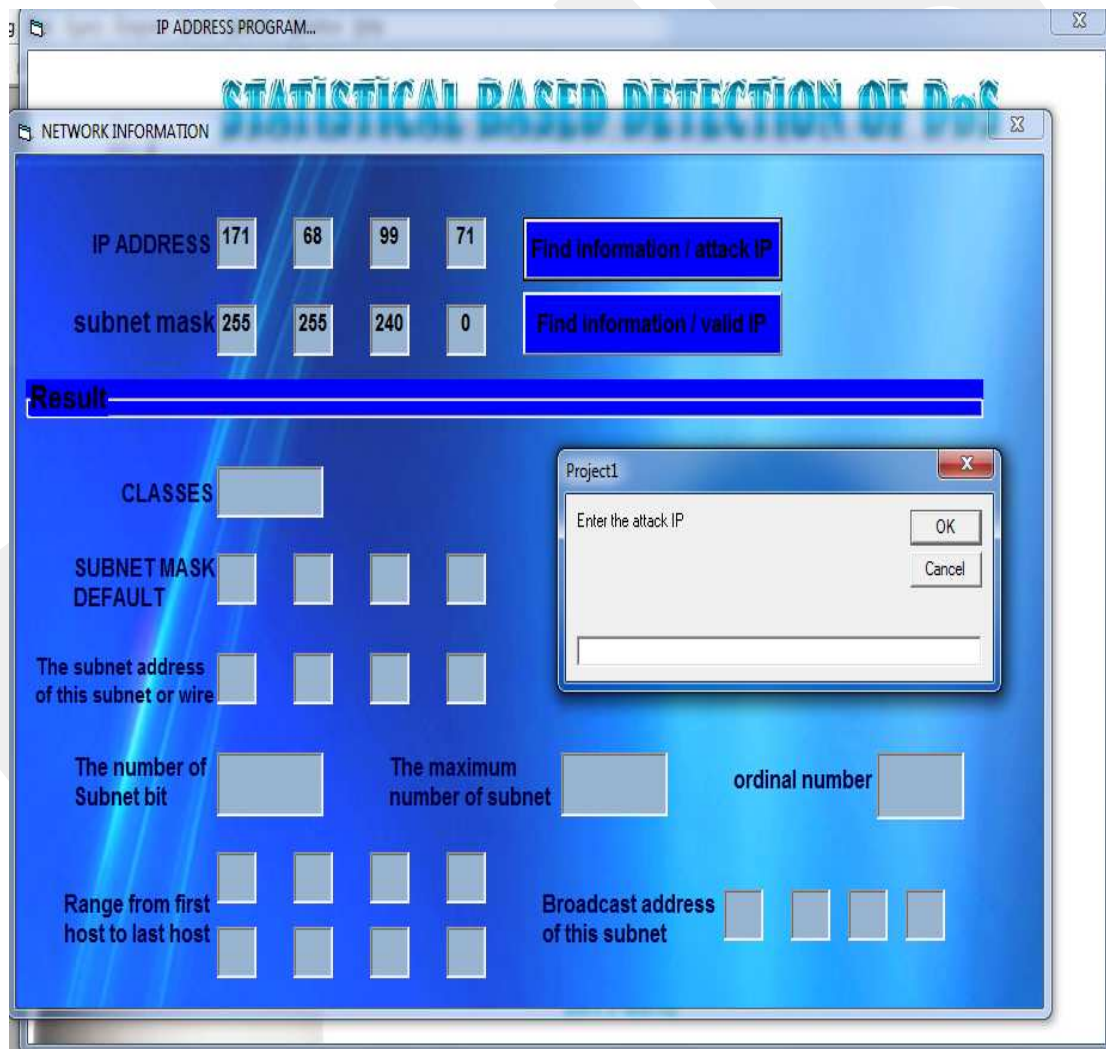 IP ADDRESS PROGRAM...
STATISTICAL BASED DETECTION OF DoS
NETWORK INFORMATION
IP ADDRESS 171 68 99 71 Find information / attack IP
subnet mask 255 255 240 0 Find information / valid IP
Result
CLASSES
Project1
Enter the attack IP
OK
Cancel
SUBNET MASK
DEFAULT
The subnet address
of this subnet or wire
The number of
Subnet bit
The maximum
number of subnet
ordinal number
Range from first
host to last host
Broadcast address
of this subnet